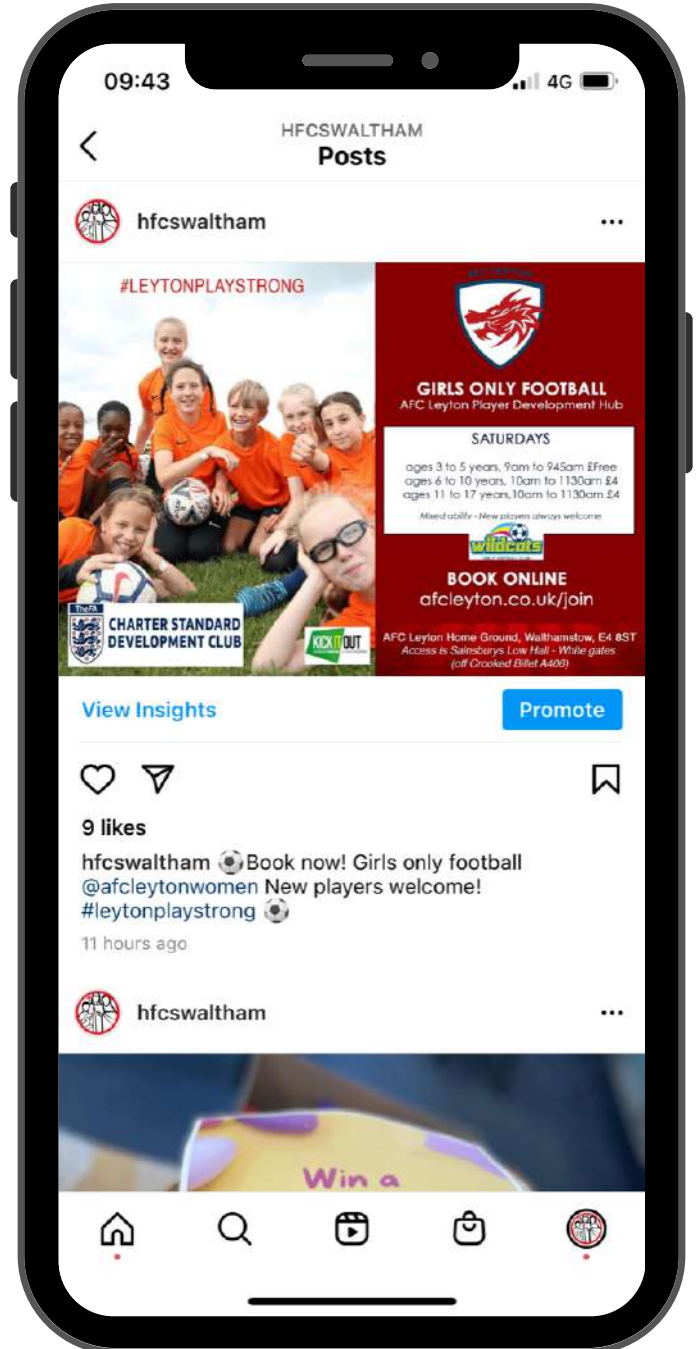 09:43
4G
HFCSWALTHAM
Posts
hfcswaltham
#LEYTONPLAYSTRONG
TheFA
CHARTER STANDARD
DEVELOPMENT CLUB
KICK IT OUT
GIRLS ONLY FOOTBALL
AFC Leyton Player Development Hub
SATURDAYS
ages 3 to 5 years, 9am to 945am £Free
ages 6 to 10 years, 10am to 1130am £4
ages 11 to 17 years,10am to 1130am £4
Mixed ability - New players always welcome
wildcats
BOOK ONLINE
afcleyton.co.uk/join
AFC Leyton Home Ground, Walthamstow, E4 8ST
Access is Sainsburys Low Hall - White gates
(off Crooked Billet A406)
View Insights
Promote
9 likes
hfcswaltham ⚽Book now! Girls only football
@afcleytonwomen New players welcome!
#leytonplaystrong ⚽
11 hours ago
hfcswaltham
Win a